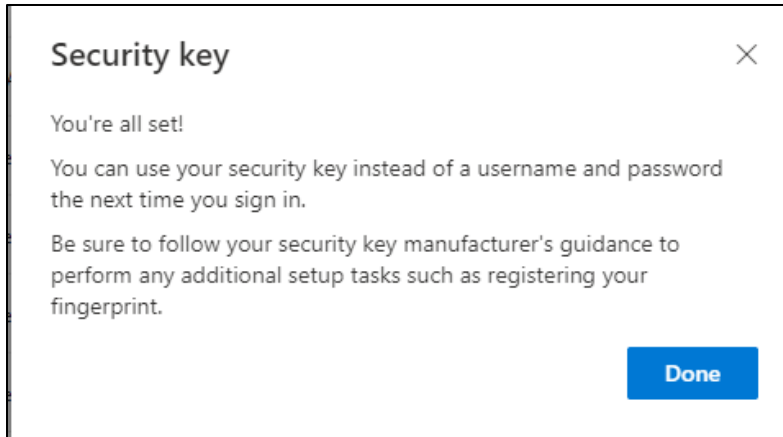 Security key
You're all set!
You can use your security key instead of a username and password
the next time you sign in.
Be sure to follow your security key manufacturer's guidance to
perform any additional setup tasks such as registering your
fingerprint.
Done